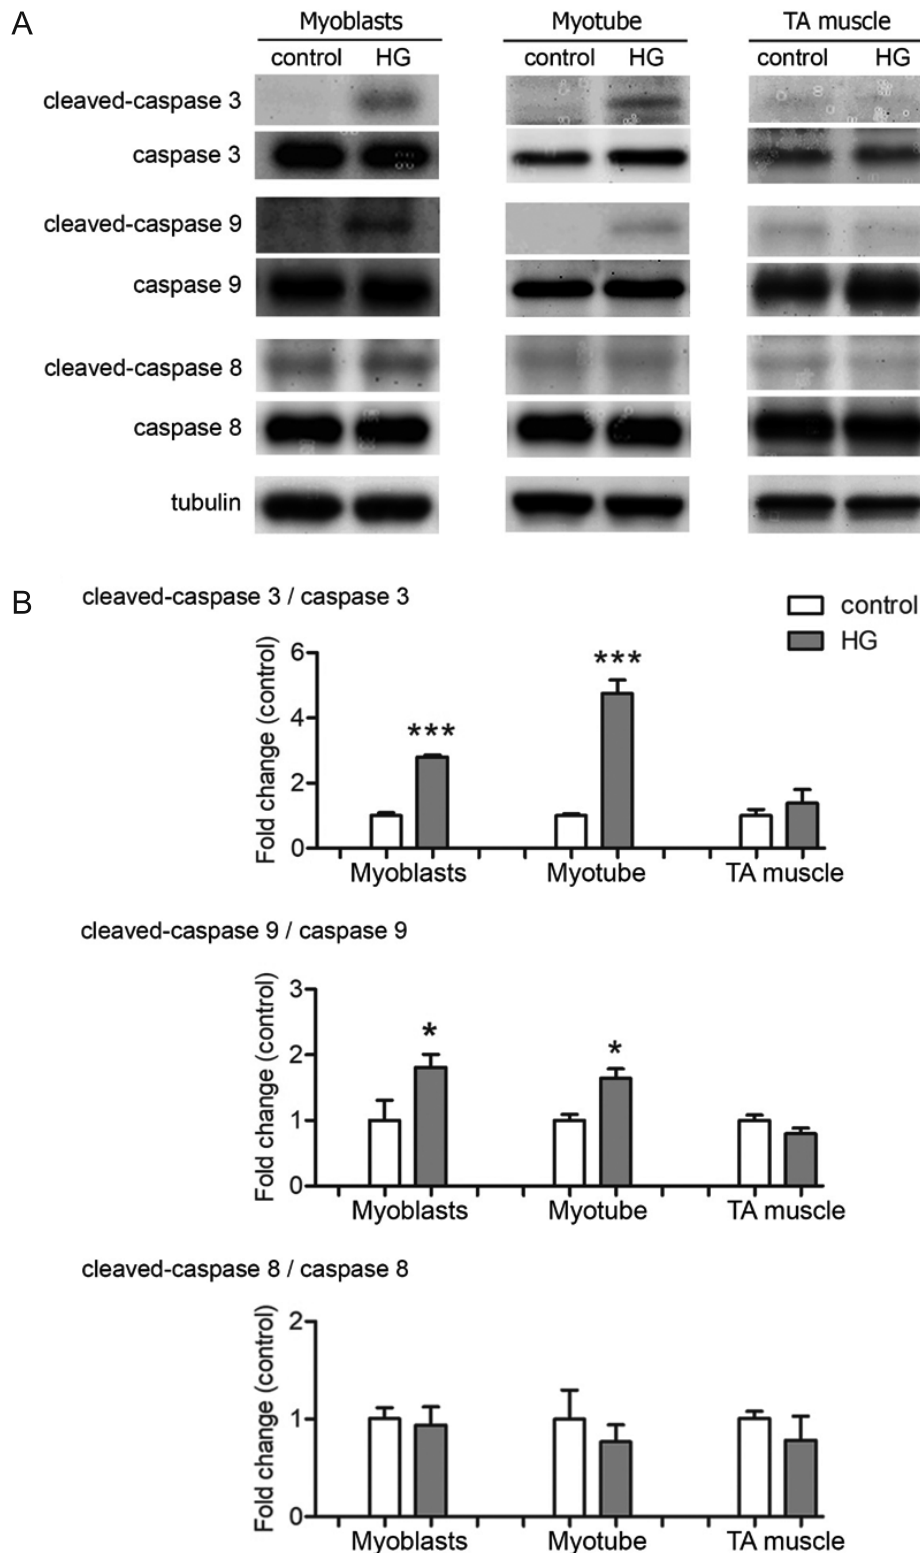 A
Myoblasts Myotube TA muscle
control HG control HG control HG
cleaved-caspase 3
caspase 3
cleaved-caspase 9
caspase 9
cleaved-caspase 8
caspase 8
tubulin
B cleaved-caspase 3 / caspase 3
control
HG
Fold change (control)
6
4
2
0
***
***
Myoblasts Myotube TA muscle
cleaved-caspase 9 / caspase 9
Fold change (control)
3
2
1
0
*
*
Myoblasts Myotube TA muscle
cleaved-caspase 8 / caspase 8
Fold change (control)
2
1
0
Myoblasts Myotube TA muscle